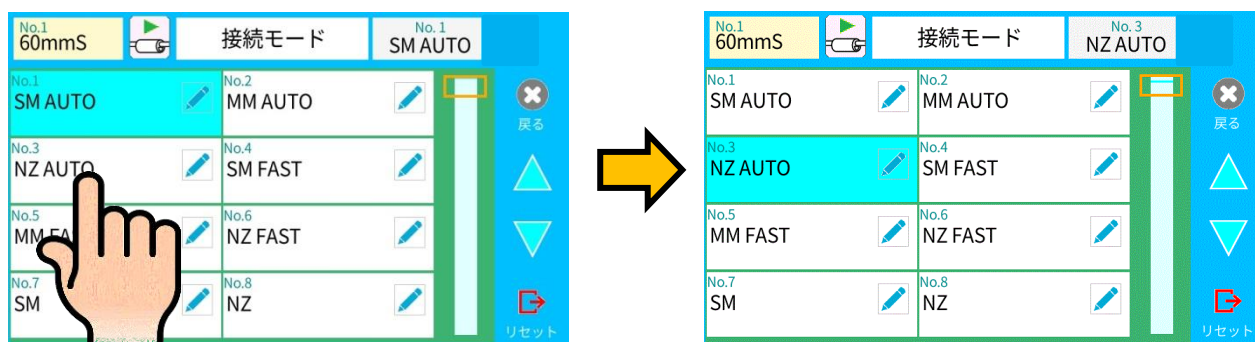 No.1
60mmS
接続モード
No. 1
SM AUTO
No.1
SM AUTO
No.2
MM AUTO
戻る
No.3
NZ AUTO
No.4
SM FAST
No.5
MM FA
No.6
NZ FAST
No.7
SM
No.8
NZ
リセット
No.1
60mmS
接続モード
No. 3
NZ AUTO
No.1
SM AUTO
No.2
MM AUTO
戻る
No.3
NZ AUTO
No.4
SM FAST
No.5
MM FAST
No.6
NZ FAST
No.7
SM
No.8
NZ
リセット